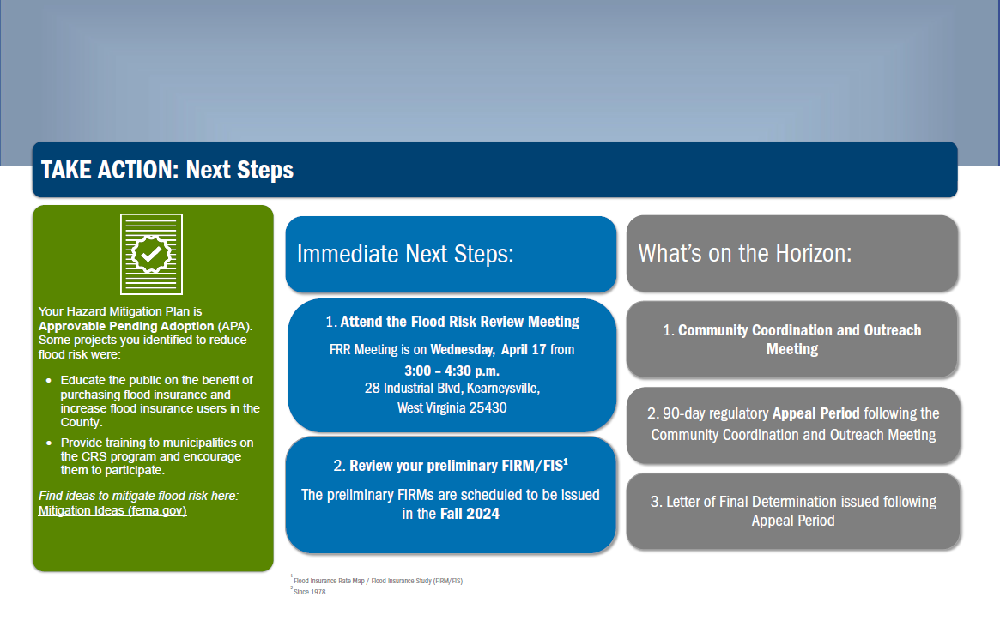 TAKE ACTION: Next Steps
Your Hazard Mitigation Plan is
Approvable Pending Adoption (APA).
Some projects you identified to reduce
flood risk were:
• Educate the public on the benefit of
purchasing flood insurance and
increase flood insurance users in the
County.
• Provide training to municipalities on
the CRS program and encourage
them to participate.
Find ideas to mitigate flood risk here:
Mitigation Ideas (fema.gov)
Immediate Next Steps:
1. Attend the Flood Risk Review Meeting
FRR Meeting is on Wednesday, April 17 from
3:00 – 4:30 p.m.
28 Industrial Blvd, Kearneysville,
West Virginia 25430
2. Review your preliminary FIRM/FIS¹
The preliminary FIRMs are scheduled to be issued
in the Fall 2024
What’s on the Horizon:
1. Community Coordination and Outreach
Meeting
2. 90-day regulatory Appeal Period following the
Community Coordination and Outreach Meeting
3. Letter of Final Determination issued following
Appeal Period
¹ Flood Insurance Rate Map / Flood Insurance Study (FIRM/FIS)
² Since 1978